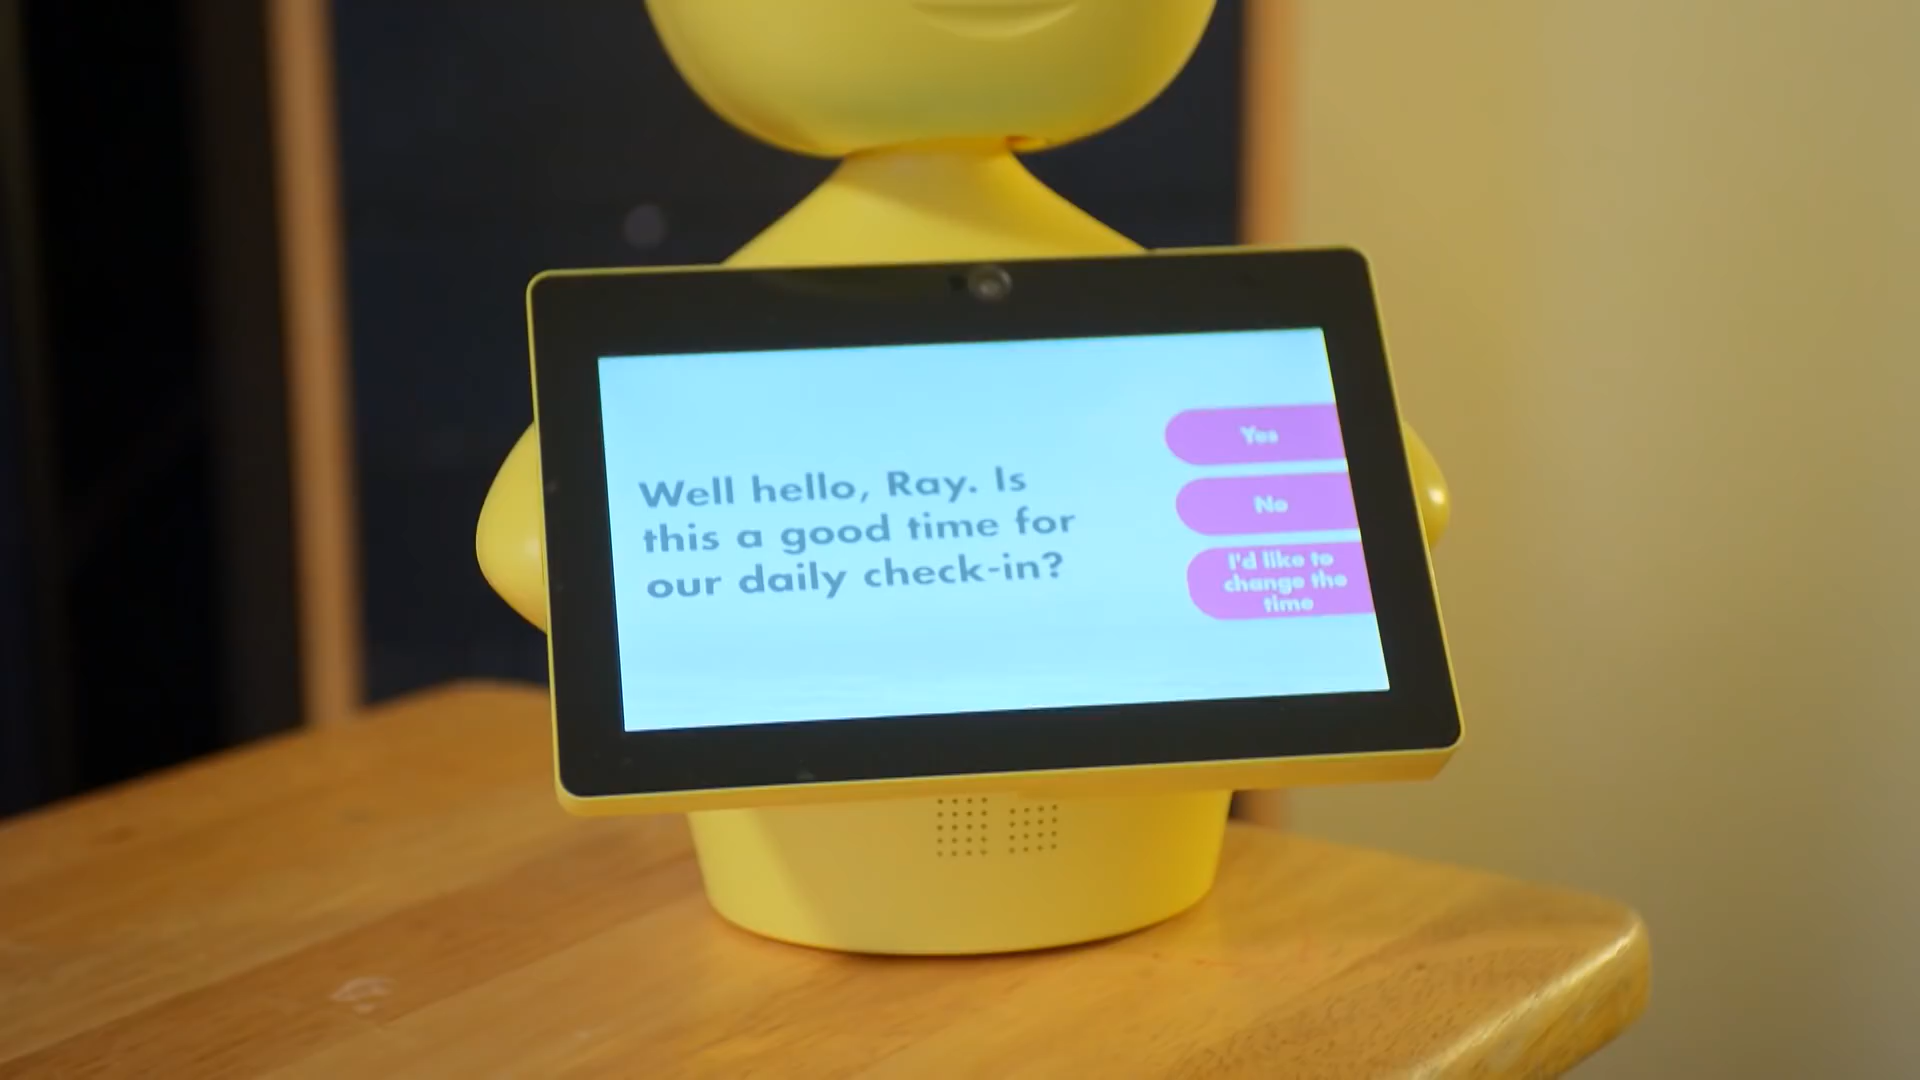 Well hello, Ray. Is
this a good time for
our daily check-in?
Yes
No
I'd like to
change the
time